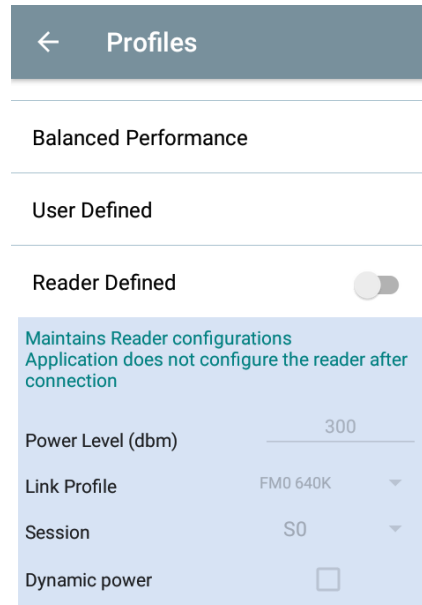 Profiles
Balanced Performance
User Defined
Reader Defined
Maintains Reader configurations
Application does not configure the reader after
connection
Power Level (dbm) 300
Link Profile FM0 640K
Session S0
Dynamic power